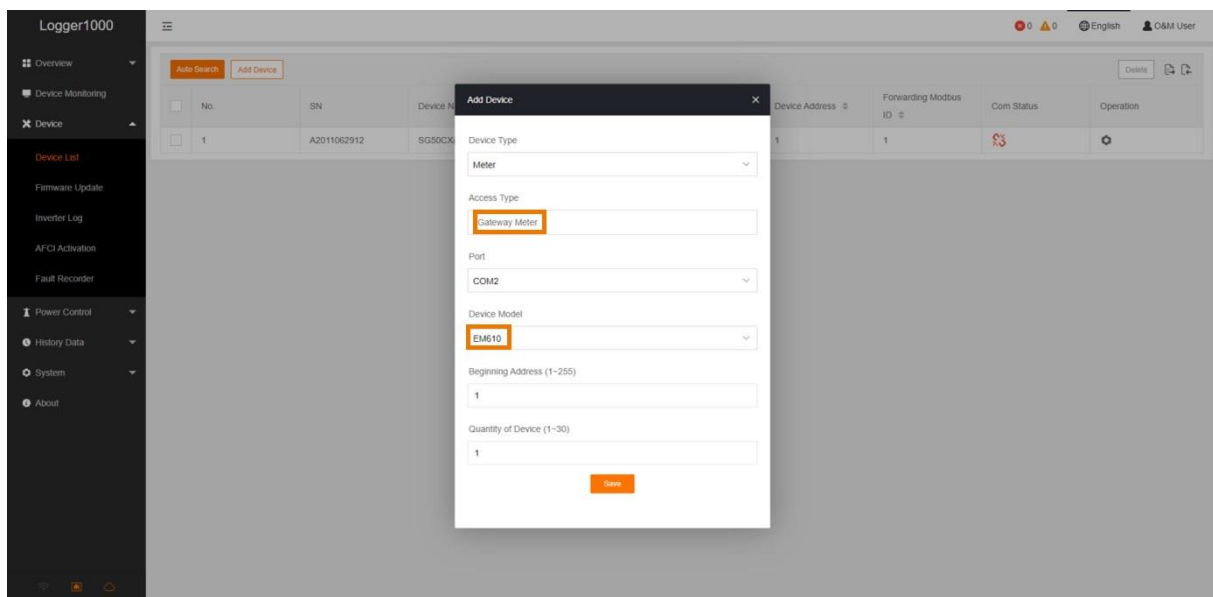 Logger1000
0 0 English O&M User
Overview
Device Monitoring
Device
Device List
Firmware Update
Inverter Log
AFCI Activation
Fault Recorder
Power Control
History Data
System
About
Auto Search Add Device Delete
No. SN Device N Device Address Forwarding Modbus ID Com Status Operation
1 A2011062912 SG50CX 1 1
Add Device
Device Type
Meter
Access Type
Gateway Meter
Port
COM2
Device Model
EM610
Beginning Address (1~255)
1
Quantity of Device (1~30)
1
Save